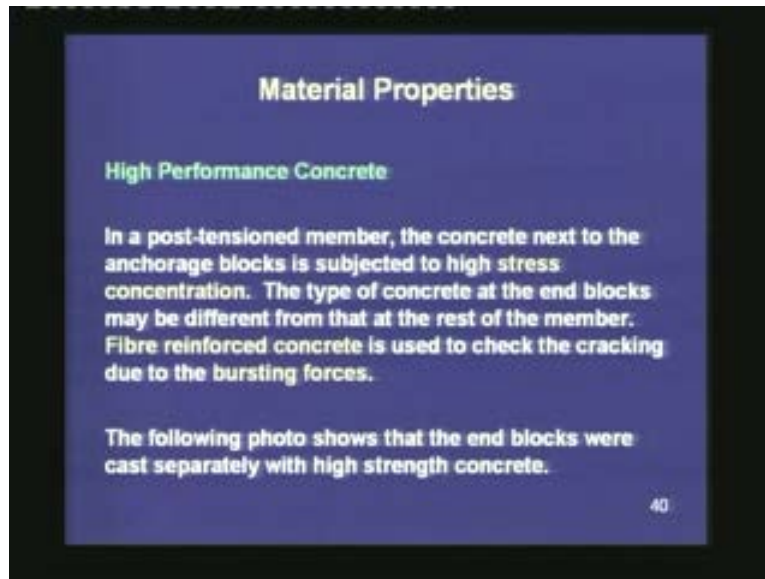 Material Properties
High Performance Concrete
In a post-tensioned member, the concrete next to the
anchorage blocks is subjected to high stress
concentration. The type of concrete at the end blocks
may be different from that at the rest of the member.
Fibre reinforced concrete is used to check the cracking
due to the bursting forces.
The following photo shows that the end blocks were
cast separately with high strength concrete.
40